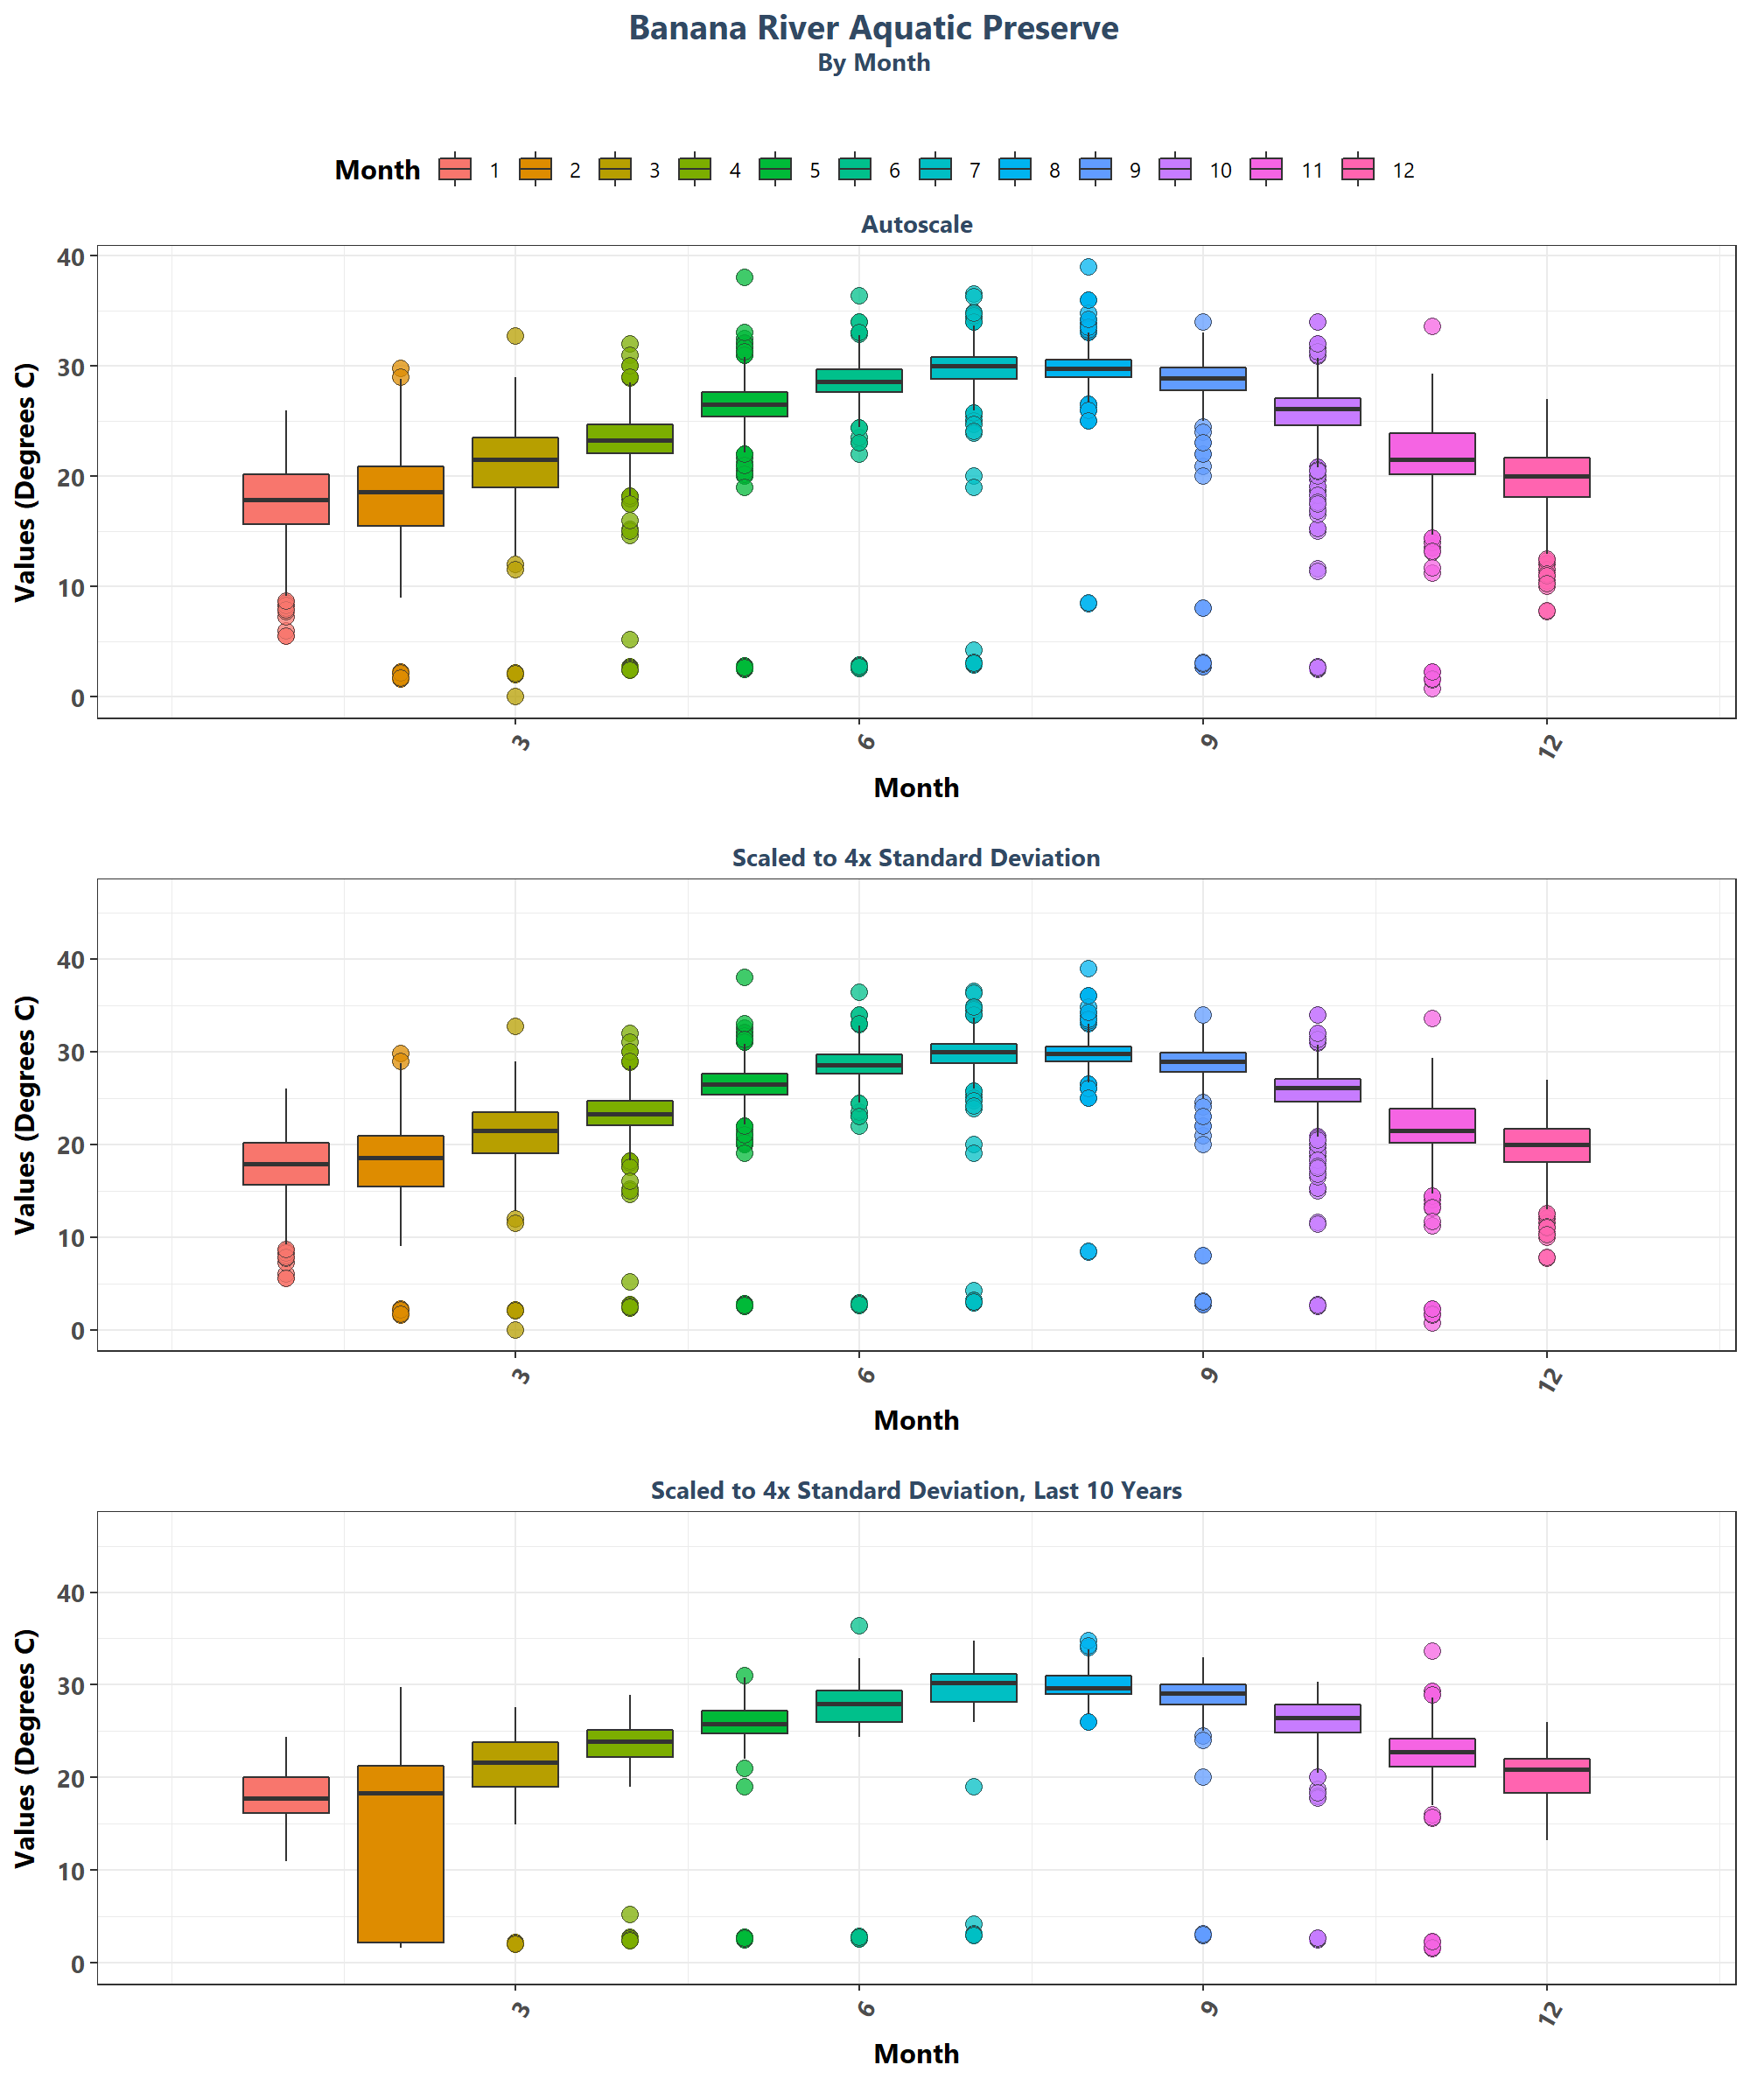 Banana River Aquatic Preserve
By Month
Month 1 2 3 4 5 6 7 8 9 10 11 12
Autoscale
Values (Degrees C)
40
30
20
10
0
3 6 9 12
Month
Scaled to 4x Standard Deviation
Values (Degrees C)
40
30
20
10
0
3 6 9 12
Month
Scaled to 4x Standard Deviation, Last 10 Years
Values (Degrees C)
40
30
20
10
0
3 6 9 12
Month